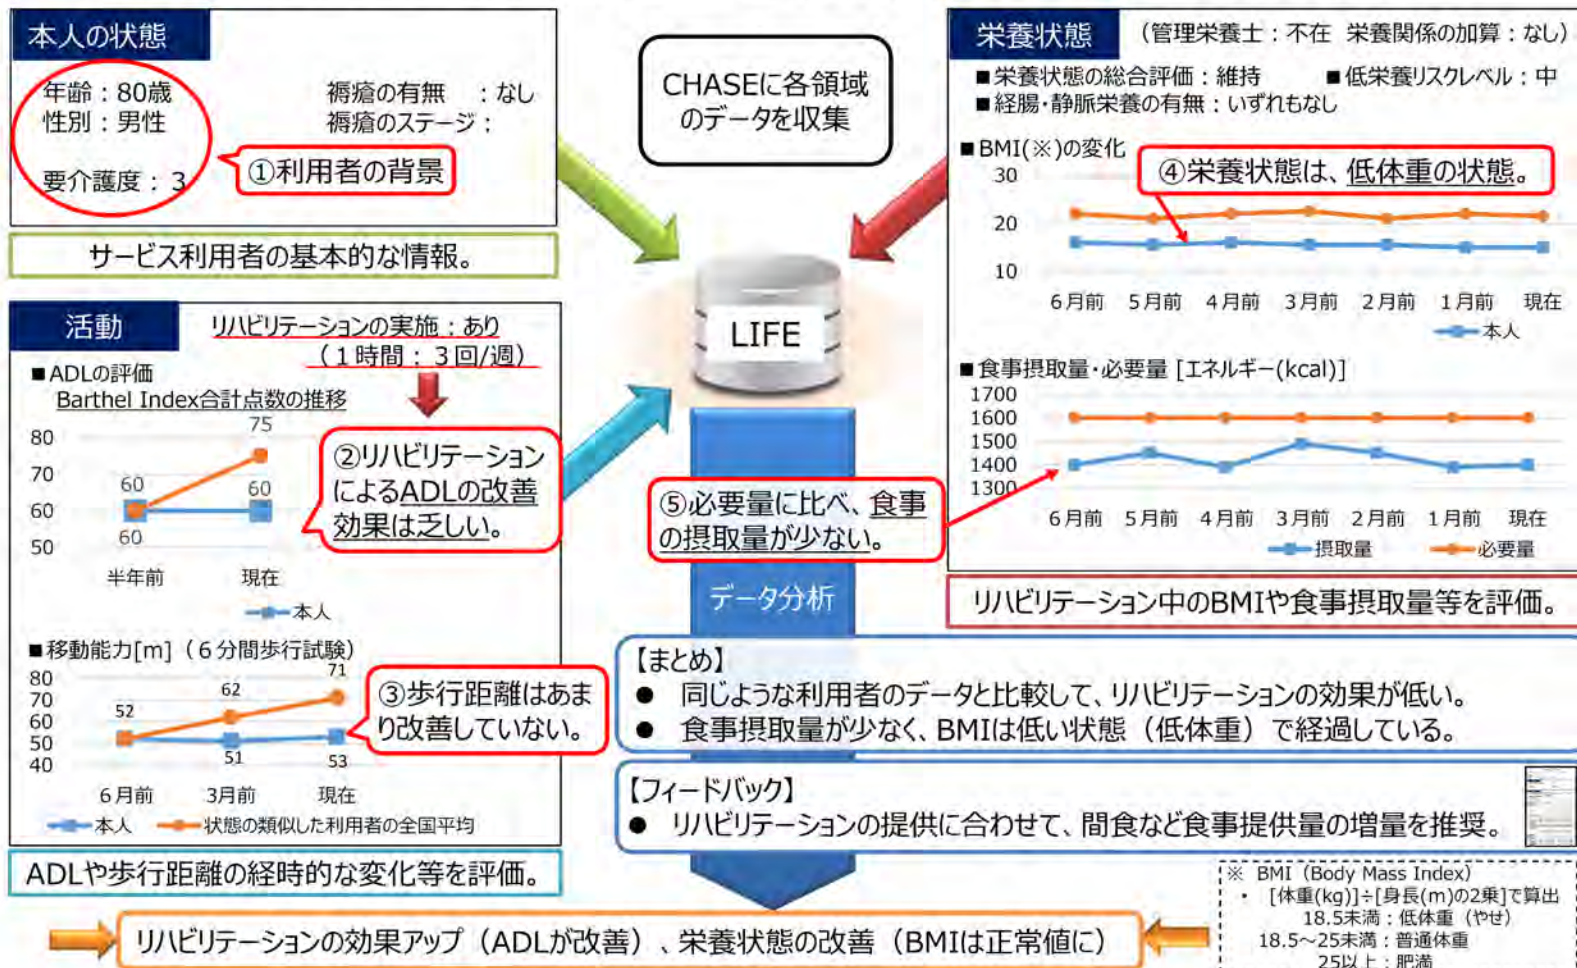 本人の状態
年齢：80歳
性別：男性
要介護度：3
褥瘡の有無　：なし
褥瘡のステージ：
①利用者の背景
サービス利用者の基本的な情報。
CHASEに各領域
のデータを収集
LIFE
栄養状態
（管理栄養士：不在 栄養関係の加算：なし）
■栄養状態の総合評価：維持
■低栄養リスクレベル：中
■経腸・静脈栄養の有無：いずれもなし
■BMI(※)の変化
④栄養状態は、低体重の状態。
30
20
10
6月前 5月前 4月前 3月前 2月前 1月前 現在
本人
■食事摂取量・必要量 [エネルギー(kcal)]
1700
1600
1500
1400
1300
6月前 5月前 4月前 3月前 2月前 1月前 現在
摂取量 必要量
⑤必要量に比べ、食事
の摂取量が少ない。
リハビリテーション中のBMIや食事摂取量等を評価。
活動
リハビリテーションの実施：あり
（1時間：3回/週）
■ADLの評価
Barthel Index合計点数の推移
80
70
60
50
60
60
75
60
半年前 現在
本人
②リハビリテーション
によるADLの改善
効果は乏しい。
■移動能力[m]（6分間歩行試験）
80
70
60
50
40
52
62
71
51
53
6月前 3月前 現在
本人 状態の類似した利用者の全国平均
③歩行距離はあま
り改善していない。
ADLや歩行距離の経時的な変化等を評価。
データ分析
【まとめ】
● 同じような利用者のデータと比較して、リハビリテーションの効果が低い。
● 食事摂取量が少なく、BMIは低い状態（低体重）で経過している。
【フィードバック】
● リハビリテーションの提供に合わせて、間食など食事提供量の増量を推奨。
リハビリテーションの効果アップ（ADLが改善）、栄養状態の改善（BMIは正常値に）
※ BMI（Body Mass Index）
・ [体重(kg)]÷[身長(m)の2乗]で算出
18.5未満：低体重（やせ）
18.5～25未満：普通体重
25以上：肥満